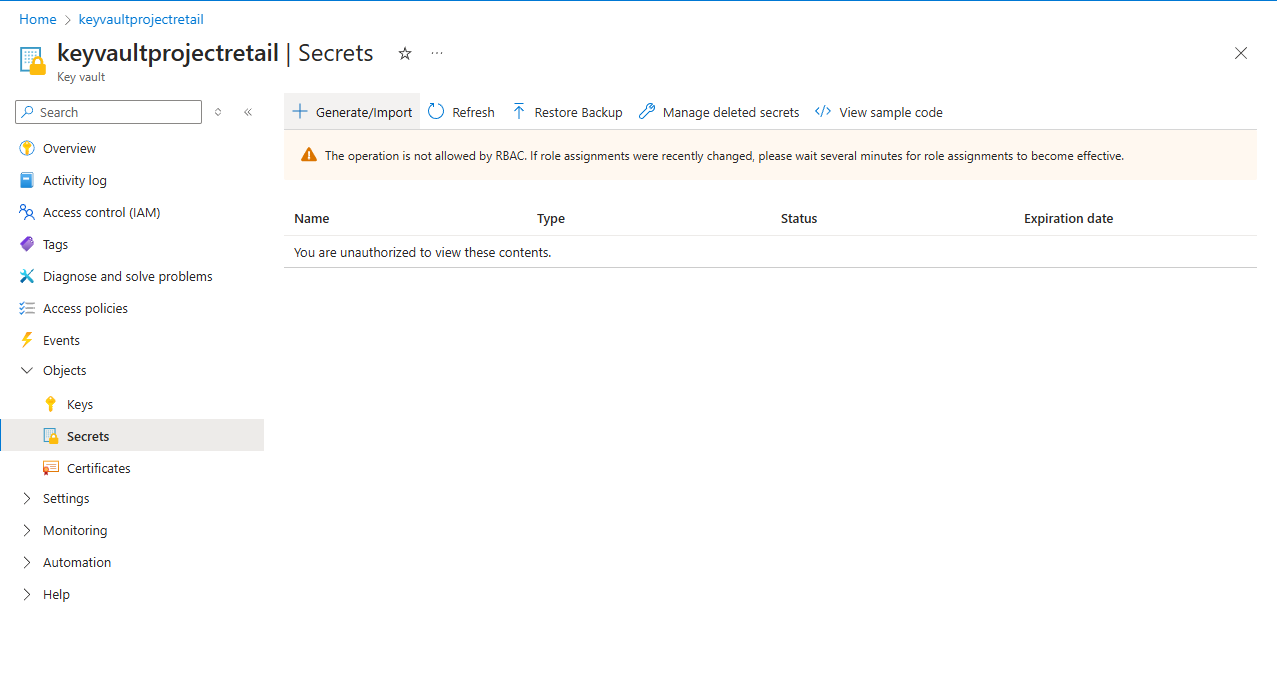 Home > keyvaultprojectretail
keyvaultprojectretail | Secrets ☆ ...
Key vault
Search
Generate/Import Refresh Restore Backup Manage deleted secrets View sample code
The operation is not allowed by RBAC. If role assignments were recently changed, please wait several minutes for role assignments to become effective.
Name Type Status Expiration date
You are unauthorized to view these contents.
Overview
Activity log
Access control (IAM)
Tags
Diagnose and solve problems
Access policies
Events
Objects
Keys
Secrets
Certificates
Settings
Monitoring
Automation
Help